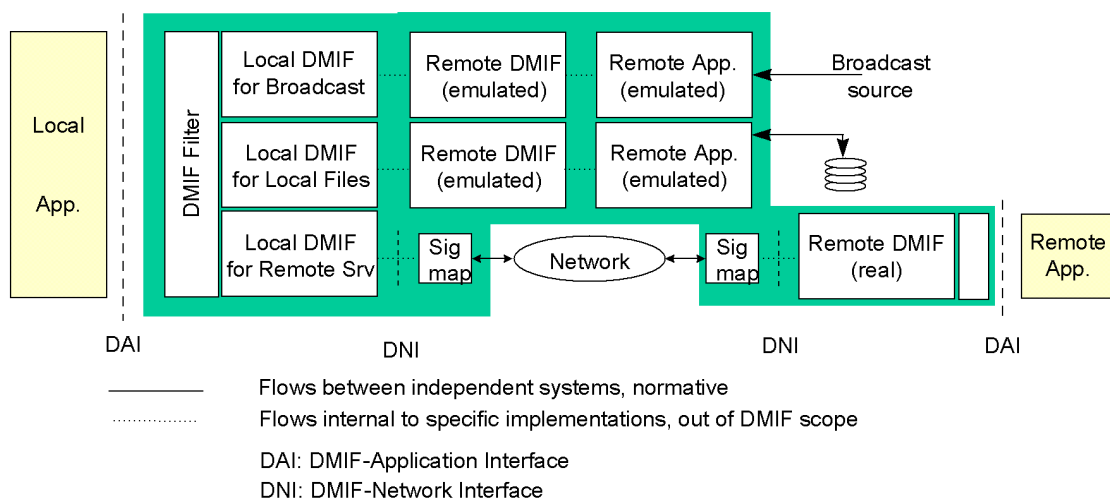 Local
App.
DMIF Filter
Local DMIF
for Broadcast
Remote DMIF
(emulated)
Remote App.
(emulated)
Broadcast
source
Local DMIF
for Local Files
Remote DMIF
(emulated)
Remote App.
(emulated)
Local DMIF
for Remote Srv
Sig
map
Network
Sig
map
Remote DMIF
(real)
Remote
App.
DAI
DNI
DNI
DAI
Flows between independent systems, normative
Flows internal to specific implementations, out of DMIF scope
DAI: DMIF-Application Interface
DNI: DMIF-Network Interface